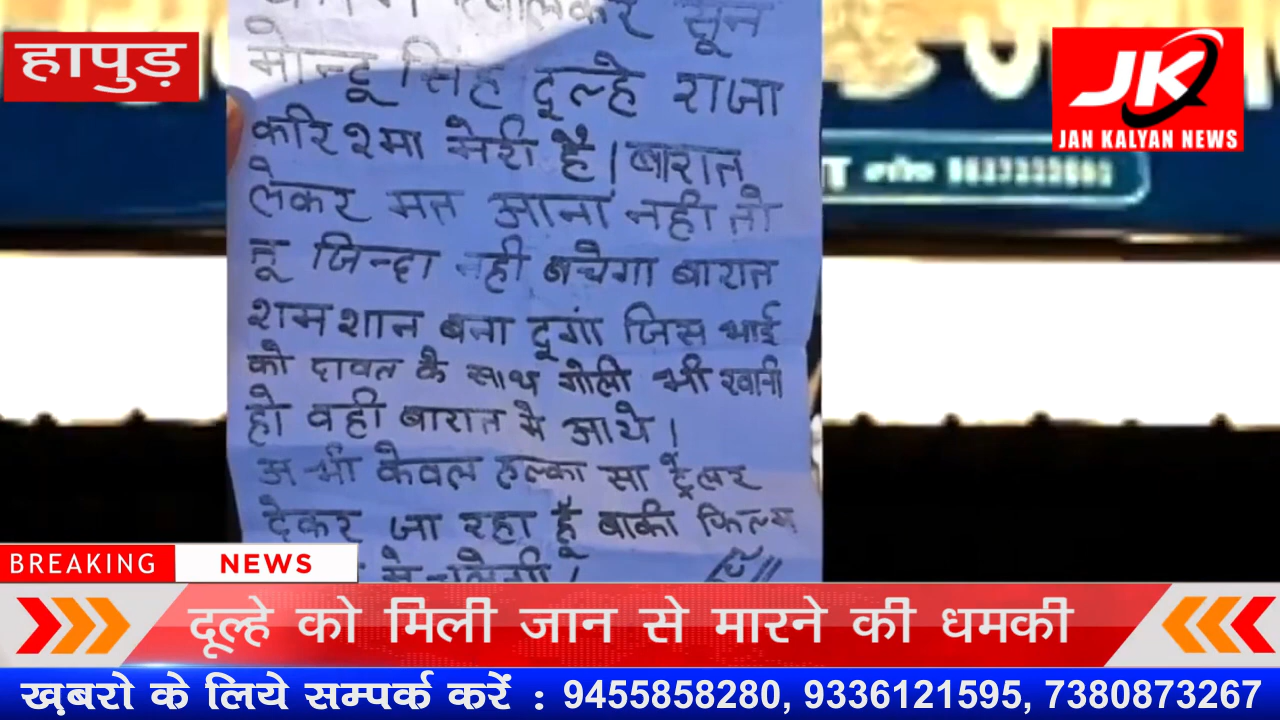 हापुड़
JK
JAN KALYAN NEWS
सून
मोन्टू सिंह दूल्हे राजा
करिश्मा मेरी है। बारात
लेकर मत आना नही तो
तू जिन्दा नही बचेगा बारात
शमशान बना दूगां जिस भाई
को दावत के साथ गोली भी खानी
हो वही बारात मे आये।
अभी केवल हल्का सा ट्रेलर
देकर जा रहा हूँ बाकी फिल्म
मे चलेगी।
BREAKING NEWS
दूल्हे को मिली जान से मारने की धमकी
ख़बरो के लिये सम्पर्क करें : 9455858280, 9336121595, 7380873267